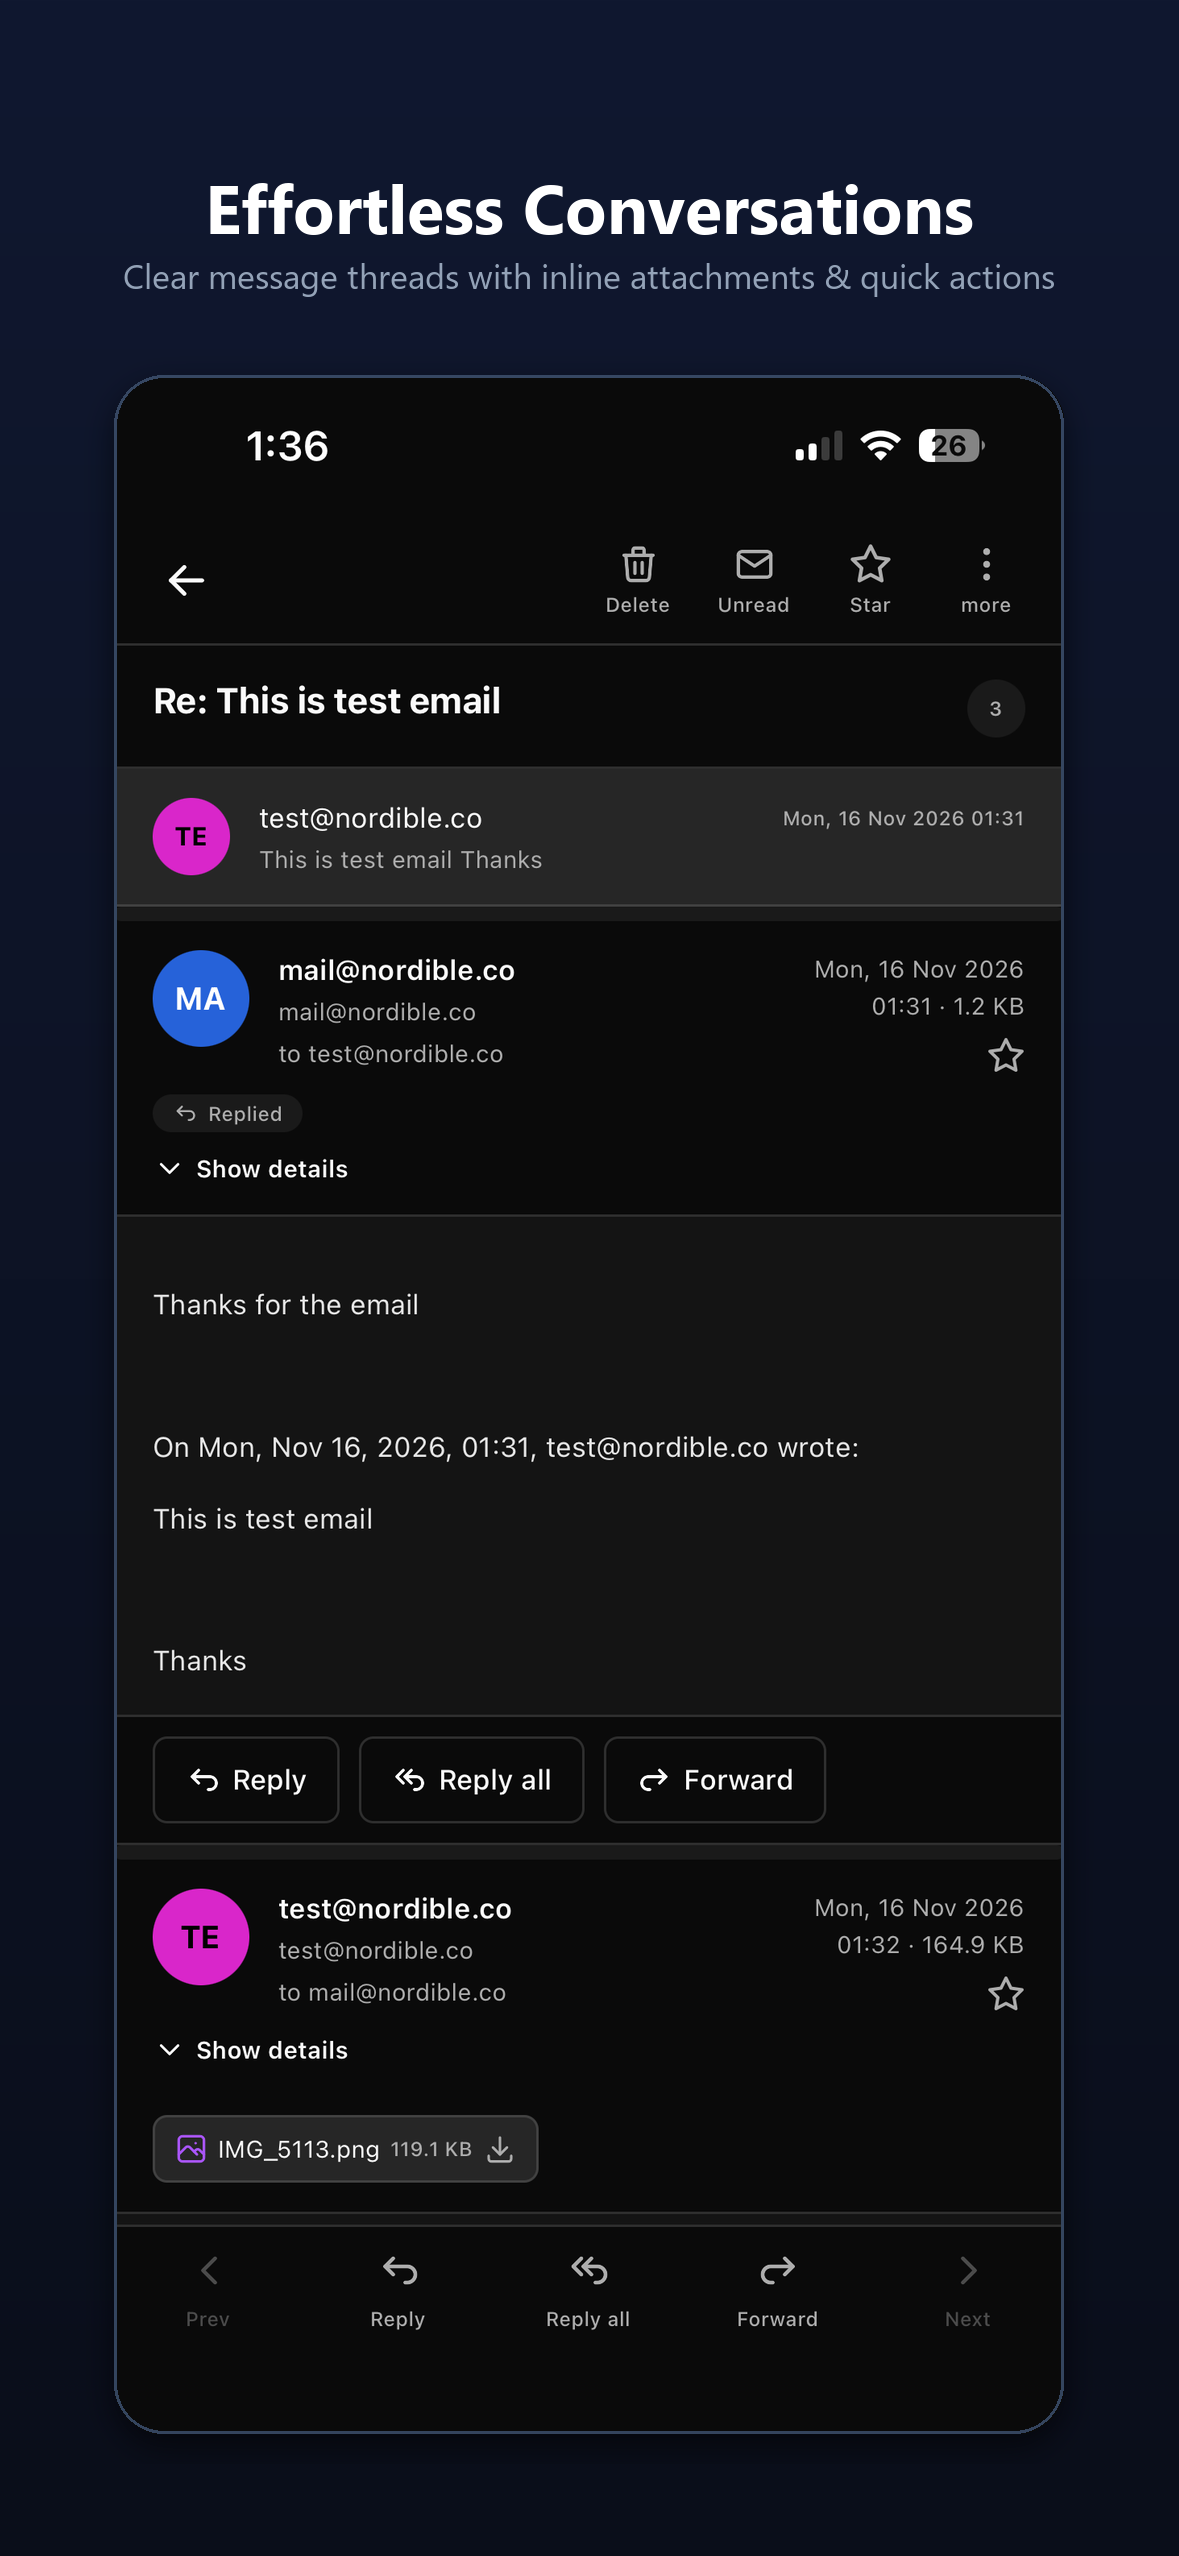 Effortless Conversations
Clear message threads with inline attachments & quick actions
1:36
26
Delete Unread Star more
Re: This is test email
3
TE
test@nordible.co
Mon, 16 Nov 2026 01:31
This is test email Thanks
MA
mail@nordible.co
Mon, 16 Nov 2026
mail@nordible.co
01:31 · 1.2 KB
to test@nordible.co
Replied
Show details
Thanks for the email
On Mon, Nov 16, 2026, 01:31, test@nordible.co wrote:
This is test email
Thanks
Reply Reply all Forward
TE
test@nordible.co
Mon, 16 Nov 2026
test@nordible.co
01:32 · 164.9 KB
to mail@nordible.co
Show details
IMG_5113.png 119.1 KB
Prev Reply Reply all Forward Next